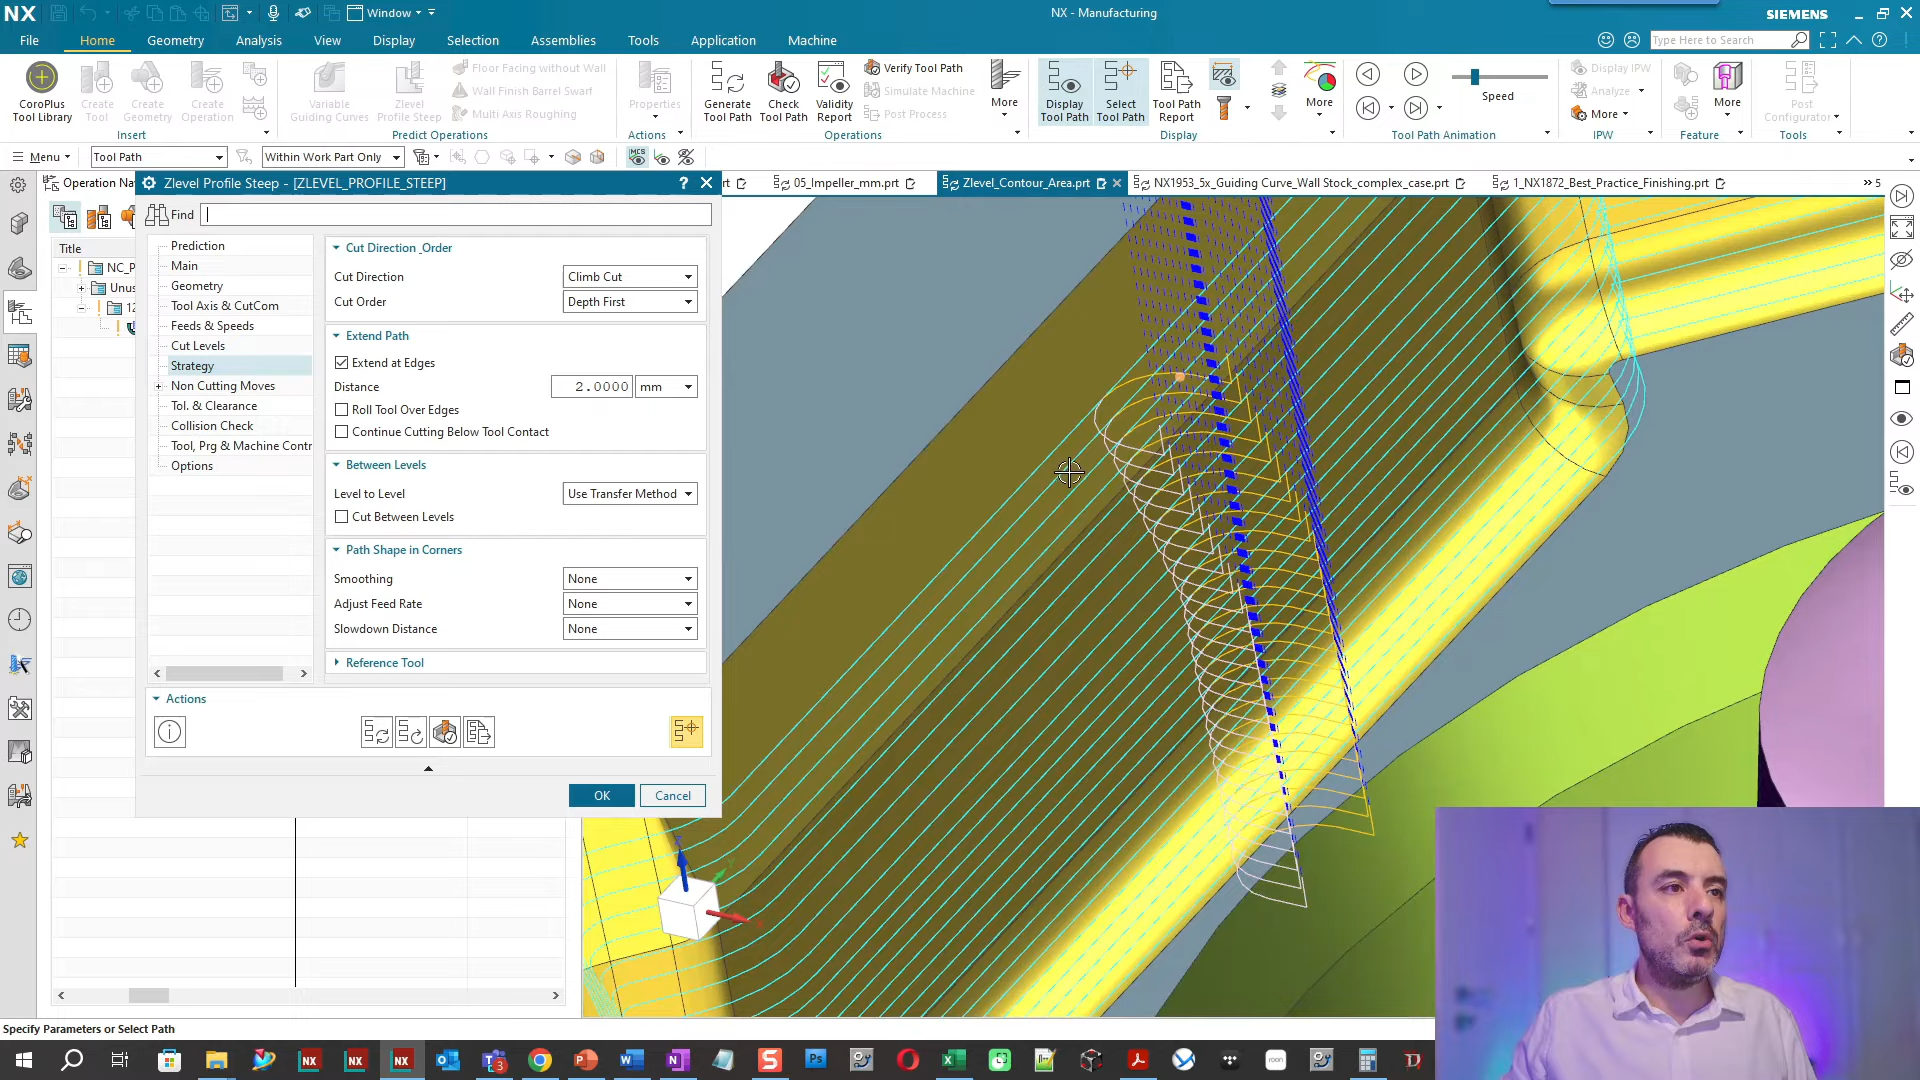 NX
Window
NX - Manufacturing
SIEMENS
File
Home
Geometry
Analysis
View
Display
Selection
Assemblies
Tools
Application
Machine
Type Here to Search
CoroPlus Tool Library
Create Tool
Create Geometry
Create Operation
Insert
Variable Guiding Curves
Zlevel Profile Steep
Floor Facing without Wall
Wall Finish Barrel Swarf
Multi Axis Roughing
Predict Operations
Properties
Actions
Generate Tool Path
Check Tool Path
Validity Report
Verify Tool Path
Simulate Machine
Post Process
More
Operations
Display Tool Path
Select Tool Path
Tool Path Report
More
Display
Speed
Tool Path Animation
Display IPW
Analyze
More
IPW
More
Feature
Post Configurator
Tools
Menu
Tool Path
Within Work Part Only
MCS
Operation Na
Zlevel Profile Steep - [ZLEVEL_PROFILE_STEEP]
rt
05_Impeller_mm.prt
Zlevel_Contour_Area.prt
NX1953_5x_Guiding Curve_Wall Stock_complex_case.prt
1_NX1872_Best_Practice_Finishing.prt
5
Find
Title
NC_P
Unus
12
Prediction
Main
Geometry
Tool Axis & CutCom
Feeds & Speeds
Cut Levels
Strategy
Non Cutting Moves
Tol. & Clearance
Collision Check
Tool, Prg & Machine Contr
Options
Cut Direction_Order
Cut Direction
Climb Cut
Cut Order
Depth First
Extend Path
Extend at Edges
Distance
2.0000
mm
Roll Tool Over Edges
Continue Cutting Below Tool Contact
Between Levels
Level to Level
Use Transfer Method
Cut Between Levels
Path Shape in Corners
Smoothing
None
Adjust Feed Rate
None
Slowdown Distance
None
Reference Tool
Actions
OK
Cancel
Specify Parameters or Select Path